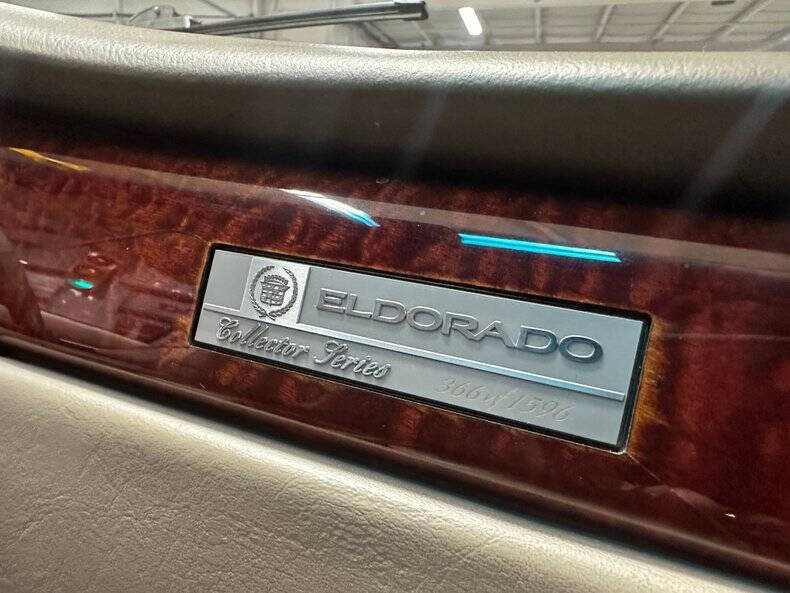 ELDORADO
Collector Series
366 of 1596